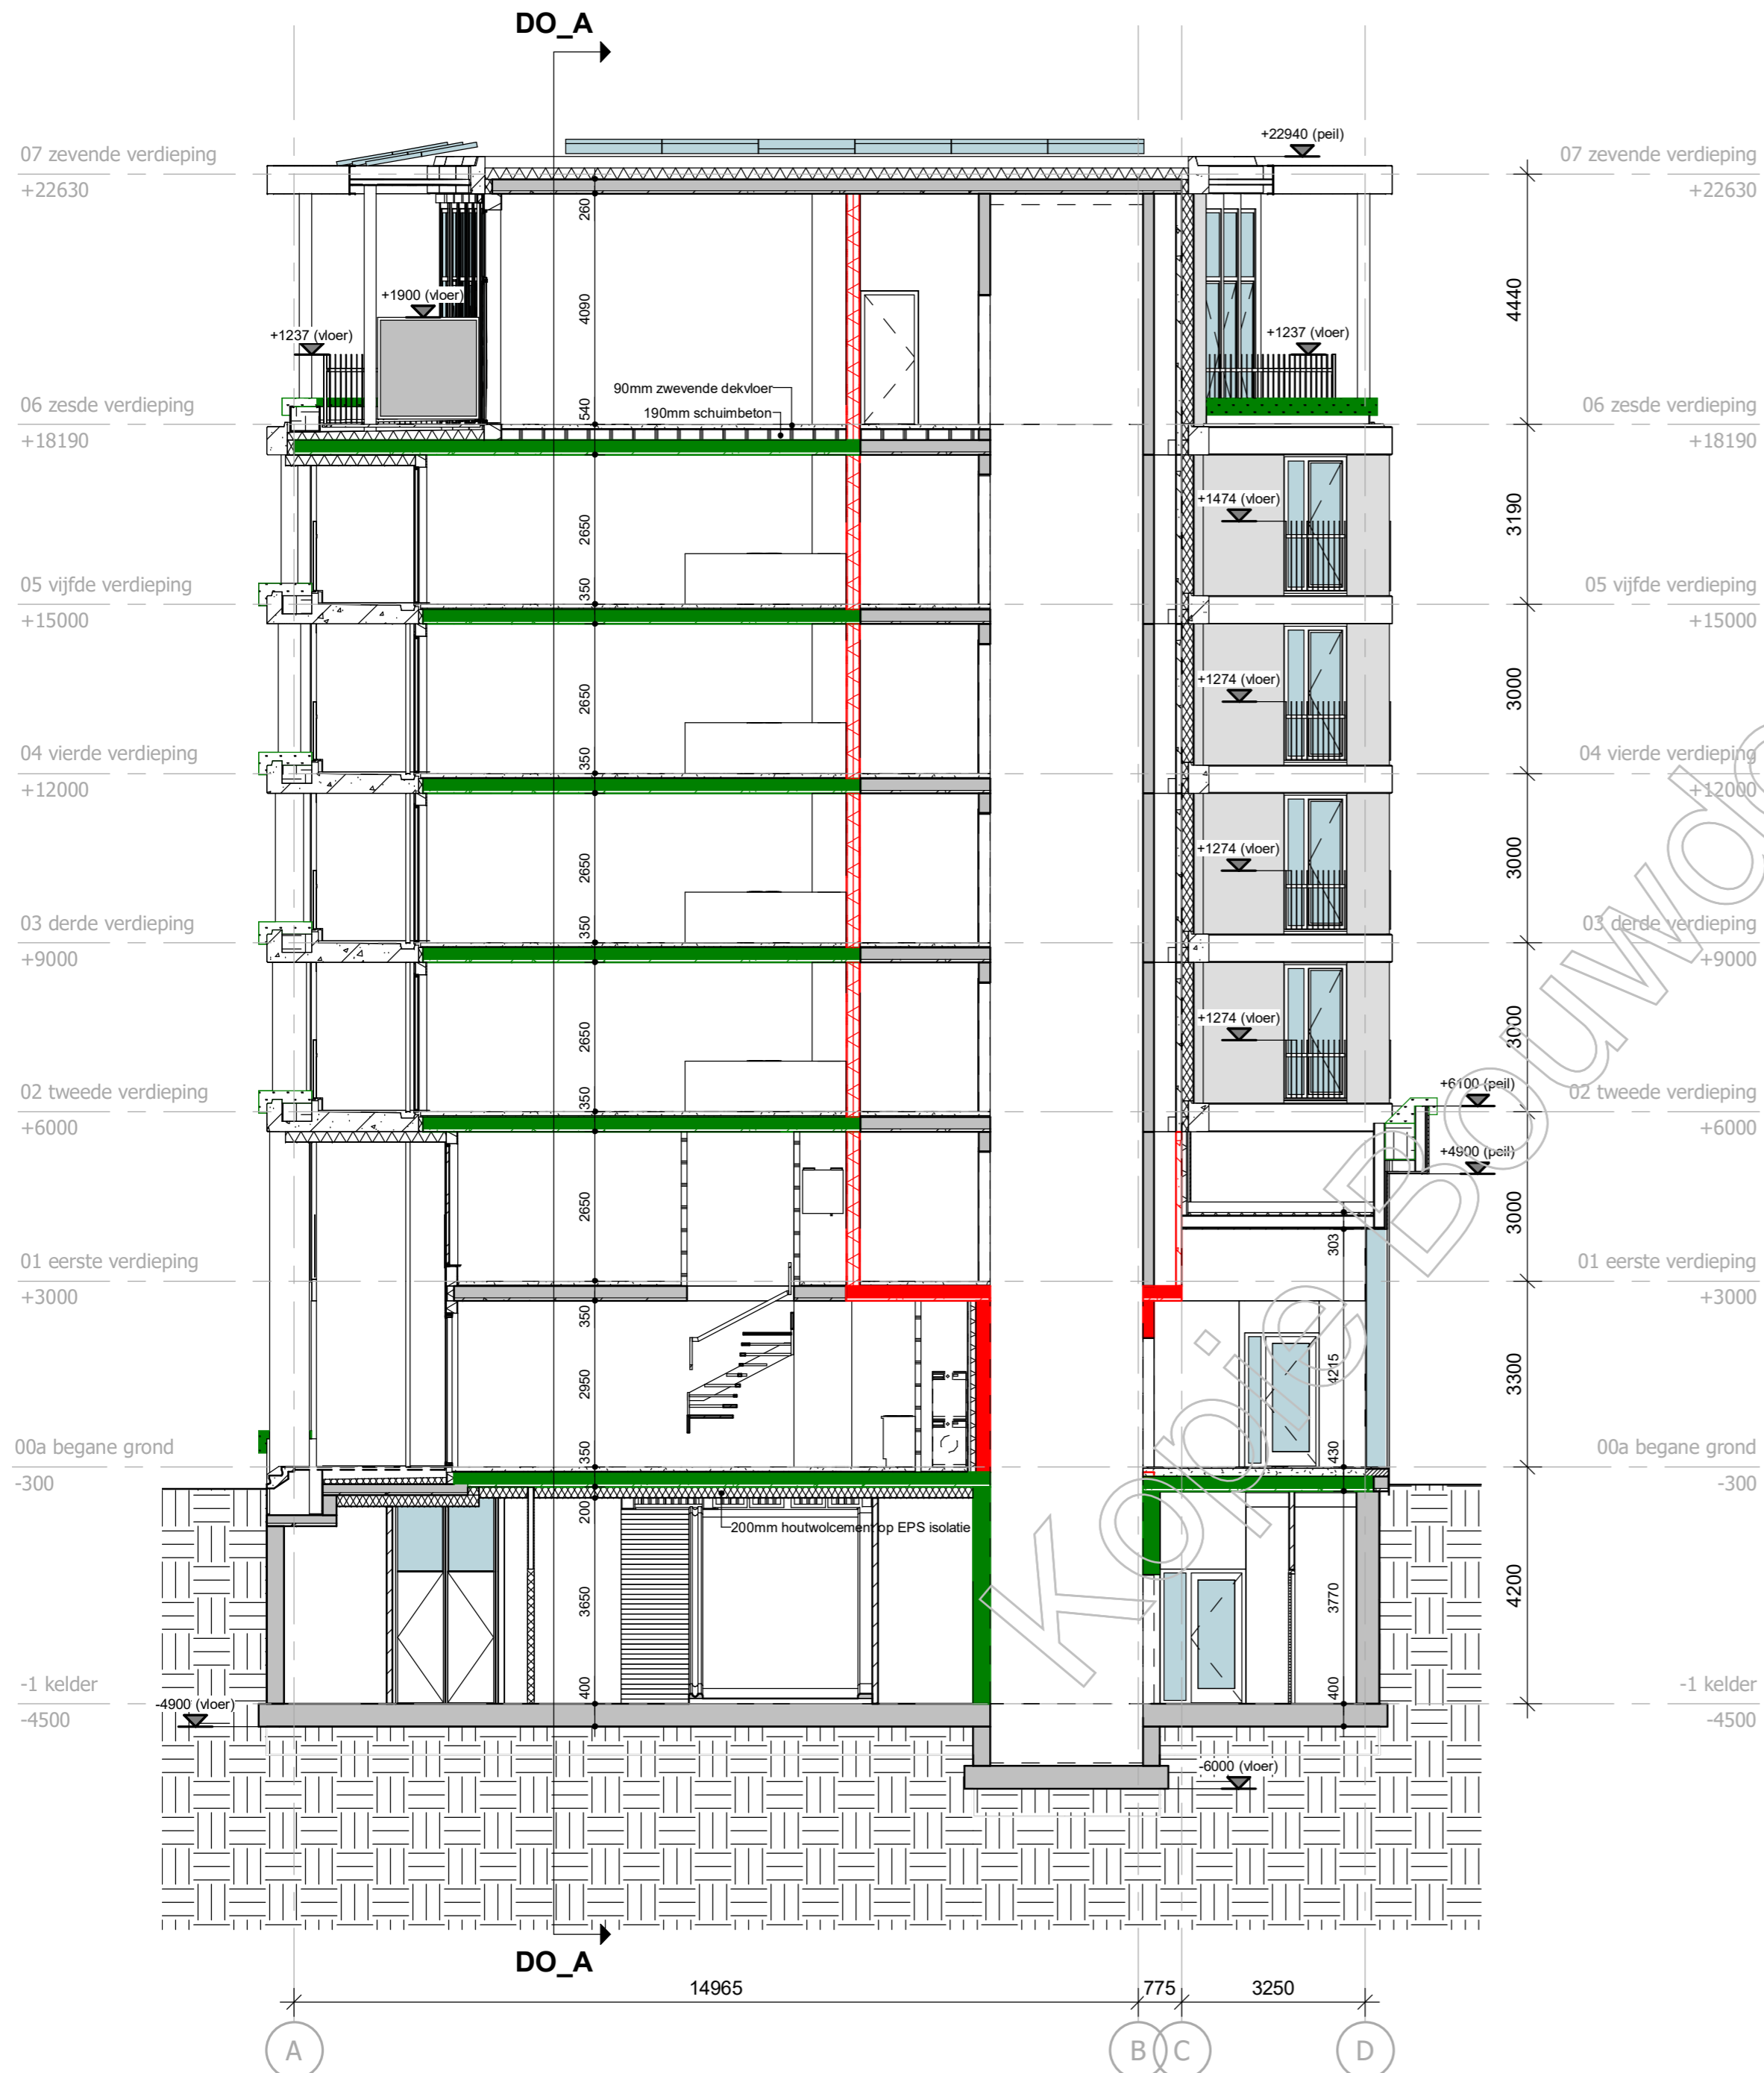 DO_A
+22940 (peil)
07 zevende verdieping
+22630
07 zevende verdieping
+22630
260
4440
+1900 (vloer)
4090
+1237 (vloer)
+1237 (vloer)
90mm zwevende dekvloer
190mm schuimbeton
540
06 zesde verdieping
+18190
06 zesde verdieping
+18190
+1474 (vloer)
2650
3190
350
05 vijfde verdieping
+15000
05 vijfde verdieping
+15000
+1274 (vloer)
2650
3000
350
04 vierde verdieping
+12000
04 vierde verdieping
+12000
+1274 (vloer)
2650
3000
350
03 derde verdieping
+9000
03 derde verdieping
+9000
+1274 (vloer)
2650
3000
350
+6100 (peil)
02 tweede verdieping
+6000
02 tweede verdieping
+6000
+4900 (peil)
2650
3000
303
01 eerste verdieping
+3000
01 eerste verdieping
+3000
350
2950
4215
3300
350
430
00a begane grond
-300
00a begane grond
-300
200
200mm houtwolcement op EPS isolatie
3650
3770
4200
400
400
-1 kelder
-4500
-1 kelder
-4500
-4900 (vloer)
-6000 (vloer)
DO_A
14965
775
3250
A
B
C
D
Kopie